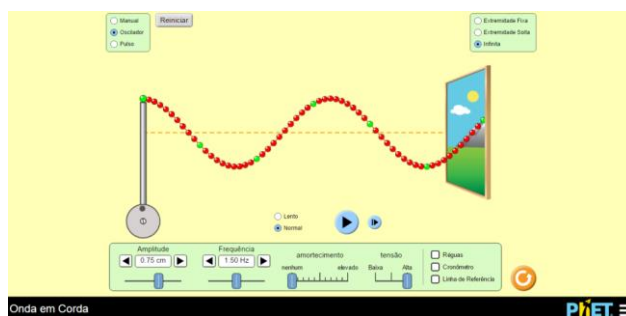 Manual
Oscilador
Pulso
Reiniciar
Extremidade Fixa
Extremidade Solta
Infinita
Lento
Normal
Amplitude
0.75 cm
Frequência
1.50 Hz
amortecimento
nenhum elevado
tensão
Baixa Alta
Réguas
Cronômetro
Linha de Referência
Onda em Corda
PhET